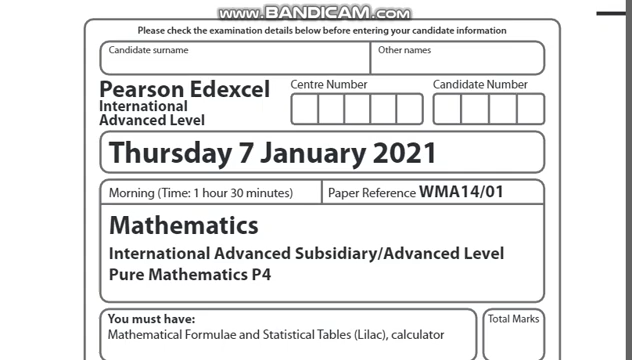 www.BANDICAM.com
Please check the examination details below before entering your candidate information
Candidate surname
Other names
Pearson Edexcel
International
Advanced Level
Centre Number
Candidate Number
Thursday 7 January 2021
Morning (Time: 1 hour 30 minutes)
Paper Reference WMA14/01
Mathematics
International Advanced Subsidiary/Advanced Level
Pure Mathematics P4
You must have:
Mathematical Formulae and Statistical Tables (Lilac), calculator
Total Marks